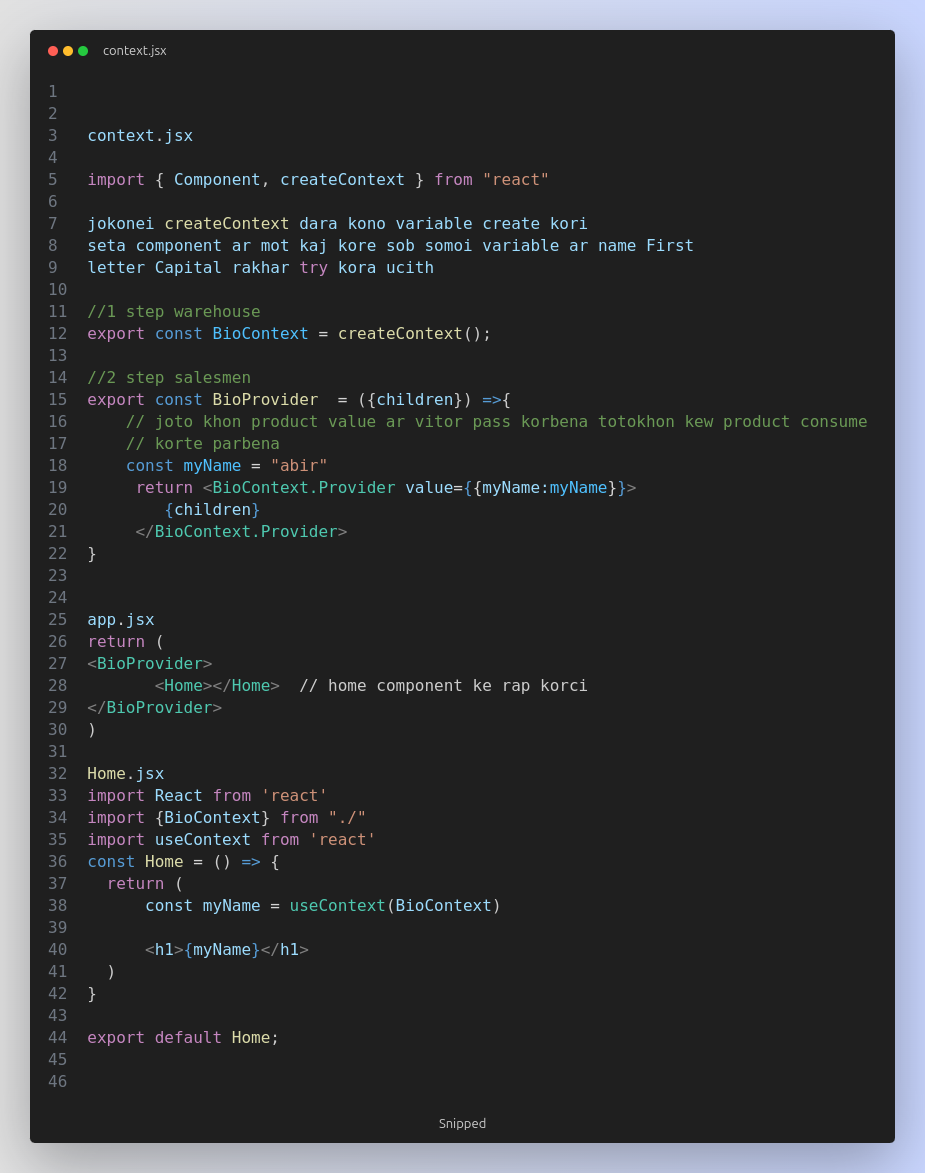 context.jsx
1
2
3 context.jsx
4
5 import { Component, createContext } from "react"
6
7 jokonei createContext dara kono variable create kori
8 seta component ar mot kaj kore sob somoi variable ar name First
9 letter Capital rakhar try kora ucith
10
11 //1 step warehouse
12 export const BioContext = createContext();
13
14 //2 step salesmen
15 export const BioProvider  = ({children}) =>{
16     // joto khon product value ar vitor pass korbena totokhon kew product consume
17     // korte parbena
18     const myName = "abir"
19      return <BioContext.Provider value={{myName:myName}}>
20         {children}
21      </BioContext.Provider>
22 }
23
24
25 app.jsx
26 return (
27 <BioProvider>
28        <Home></Home>  // home component ke rap korci
29 </BioProvider>
30 )
31
32 Home.jsx
33 import React from 'react'
34 import {BioContext} from "./"
35 import useContext from 'react'
36 const Home = () => {
37   return (
38       const myName = useContext(BioContext)
39
40       <h1>{myName}</h1>
41   )
42 }
43
44 export default Home;
45
46
Snipped